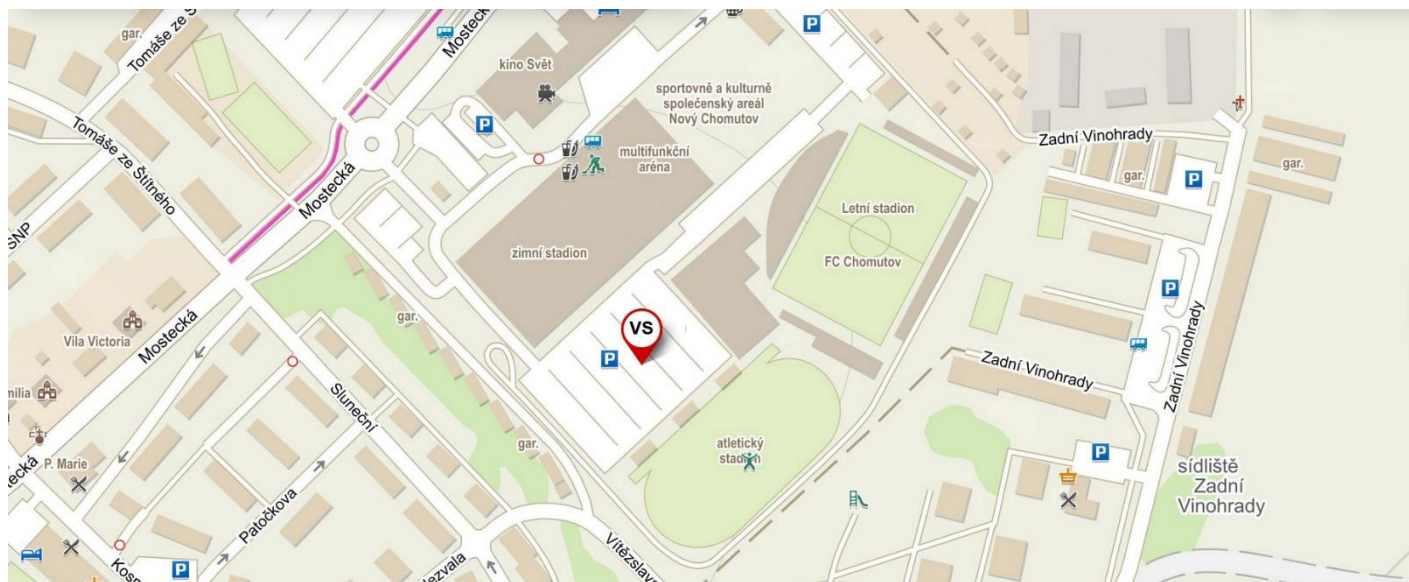 gar.
Tomáše ze
Mostecká
kino Svět
sportovně a kulturně
společenský areál
Nový Chomutov
multifunkční
aréna
Zadní Vinohrady
gar.
gar.
P
P
P
Tomáše ze Štítného
Mostecká
SNP
Letní stadion
FC Chomutov
zimní stadion
P
gar.
VS
P
Vila Victoria
Mostecká
Zadní Vinohrady
Zadní Vinohrady
Sluneční
gar.
atletický
stadion
P. Marie
Patočkova
P
sídliště
Zadní
Vinohrady
Vítězslava
P